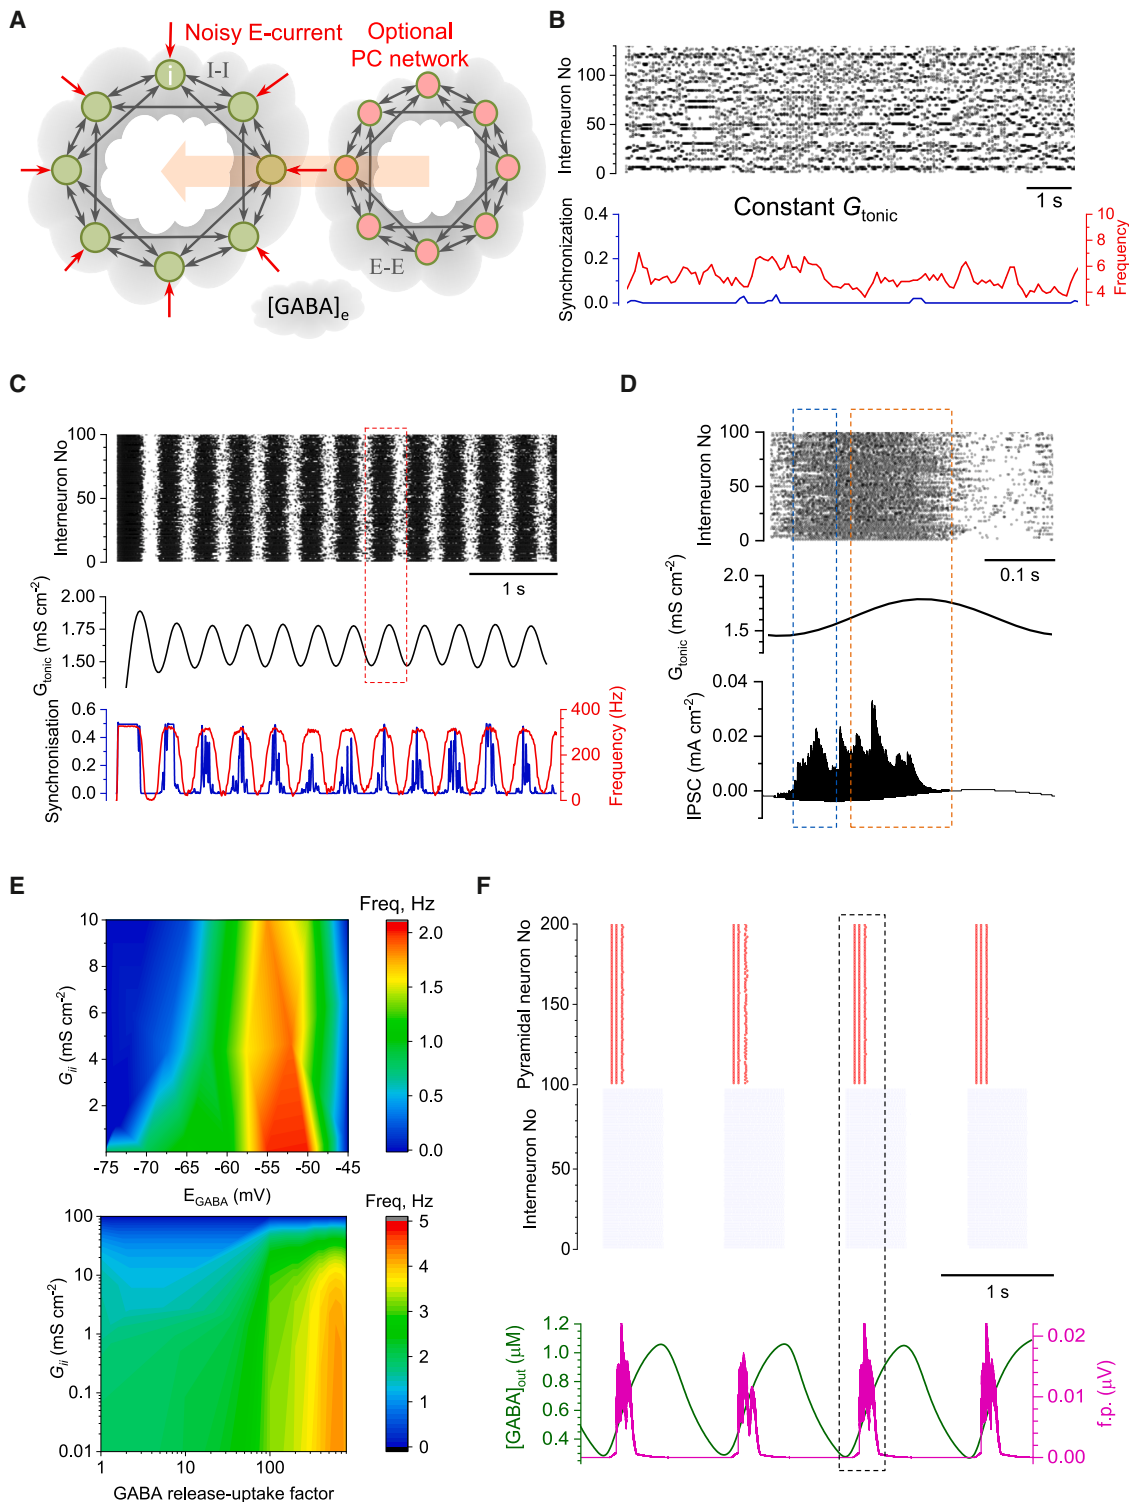 A
Noisy E-current
Optional
PC network
I-I
i
E-E
[GABA]e
B
Interneuron No
100
50
0
1 s
Constant Gtonic
Synchronization
0.4
0.2
0.0
10
8
6
4
Frequency
C
Interneuron No
100
50
0
1 s
Gtonic (mS cm-2)
2.00
1.75
1.50
Synchronisation
0.6
0.4
0.2
0.0
400
200
0
Frequency (Hz)
D
Interneuron No
100
50
0
0.1 s
Gtonic (mS cm-2)
2.0
1.5
IPSC (mA cm-2)
0.04
0.02
0.00
E
Freq, Hz
Gii (mS cm-2)
10
8
6
4
2
-75 -70 -65 -60 -55 -50 -45
EGABA (mV)
2.0
1.5
1.0
0.5
0.0
Freq, Hz
Gii (mS cm-2)
100
10
1
0.1
0.01
1 10 100
GABA release-uptake factor
5
4
3
2
1
0
F
Pyramidal neuron No
200
150
100
Interneuron No
50
0
1 s
[GABA]out (μM)
1.2
1.0
0.8
0.6
0.4
0.02
0.01
0.00
f.p. (μV)